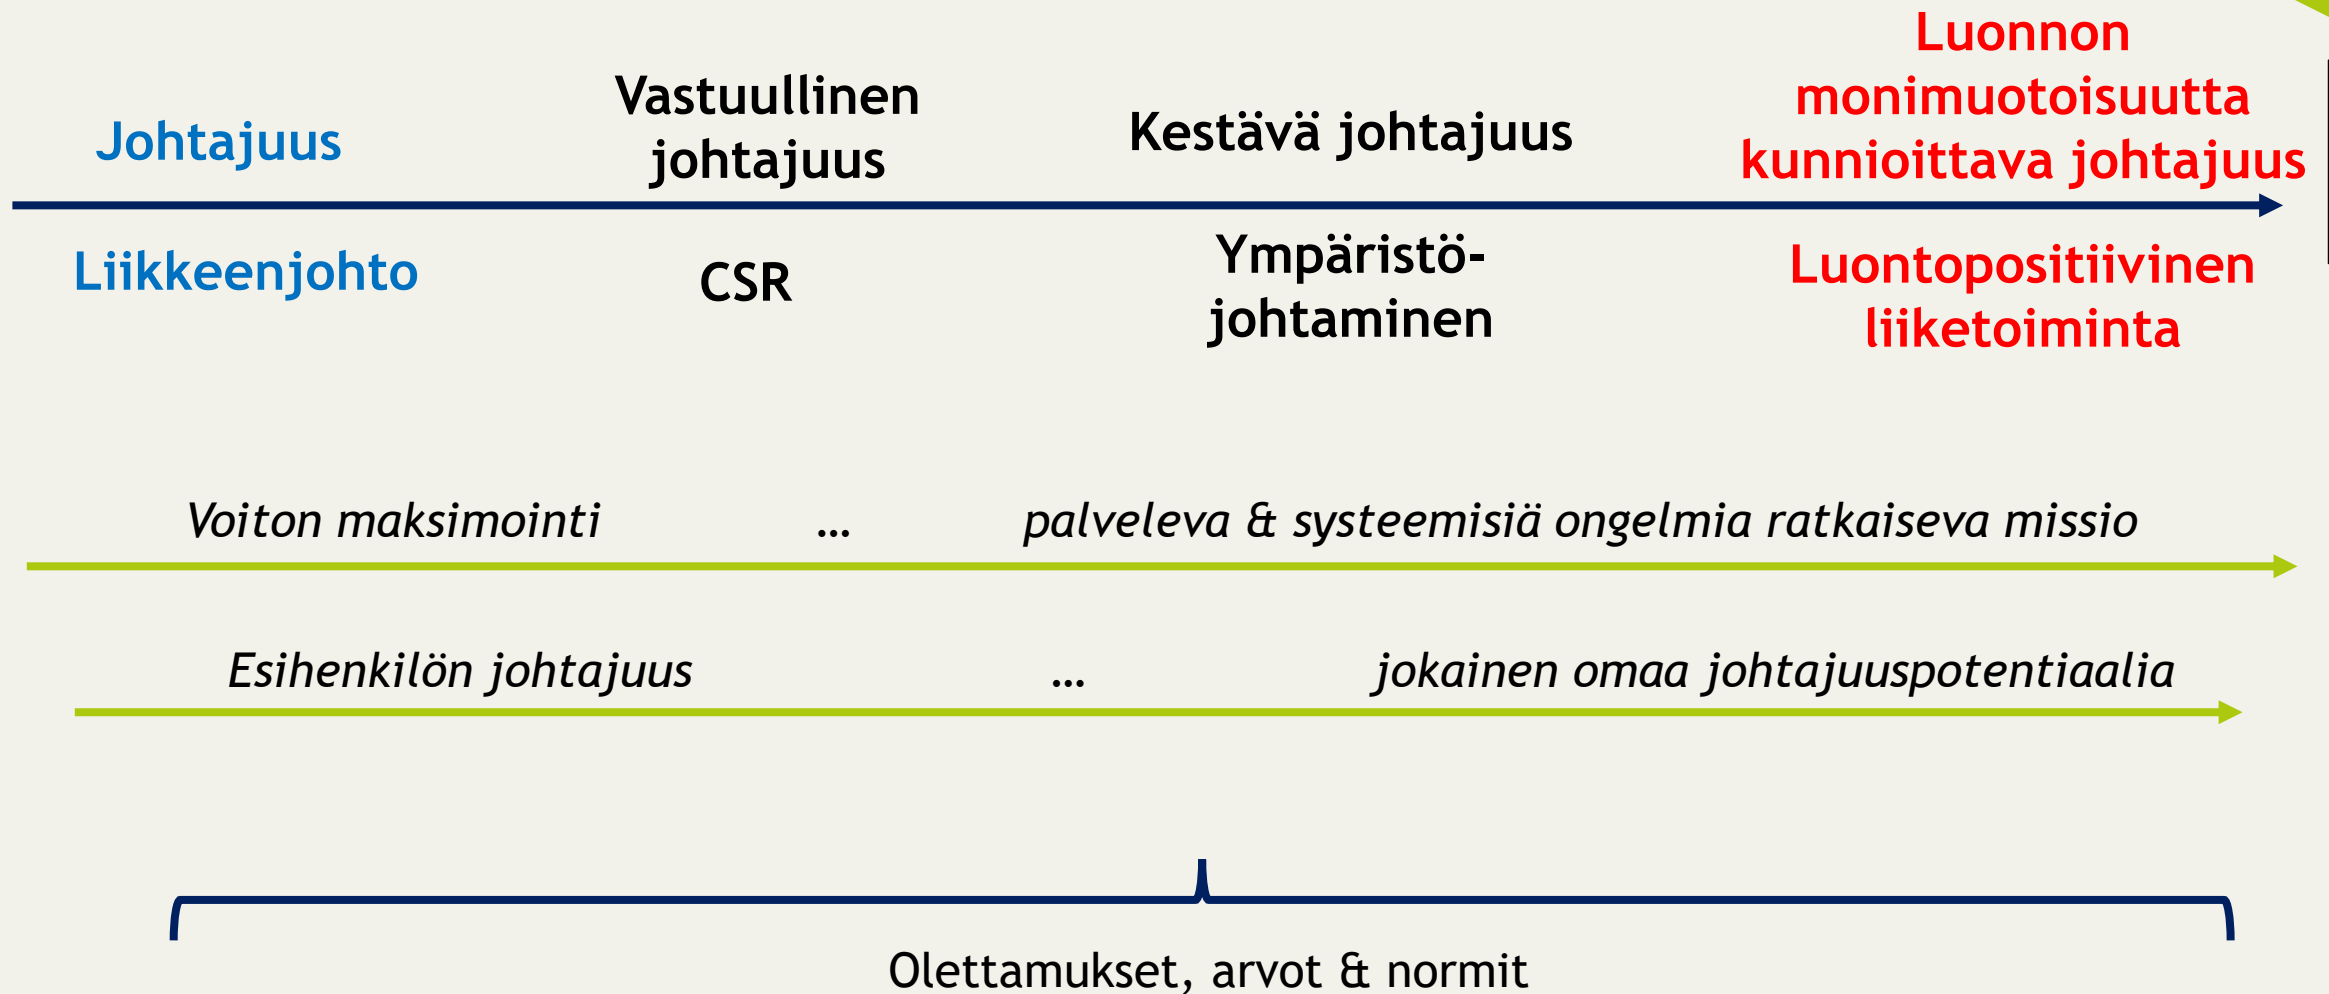 Johtajuus
Vastuullinen
johtajuus
Kestävä johtajuus
Luonnon
monimuotoisuutta
kunnioittava johtajuus
Liikkeenjohto
CSR
Ympäristö-
johtaminen
Luontopositiivinen
liiketoiminta
Voiton maksimointi … palveleva & systeemisiä ongelmia ratkaiseva missio
Esihenkilön johtajuus … jokainen omaa johtajuuspotentiaalia
Olettamukset, arvot & normit